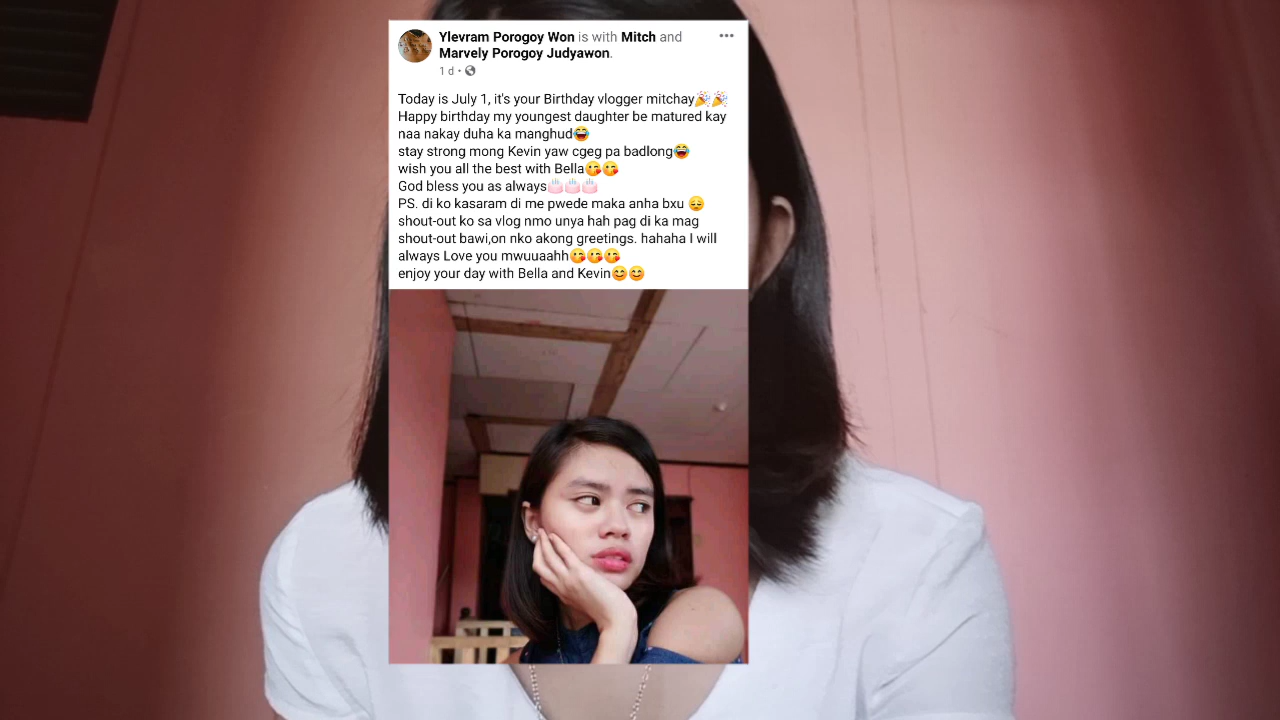 Ylevram Porogoy Won is with Mitch and
Marvely Porogoy Judyawon.
1 d ·
Today is July 1, it's your Birthday vlogger mitchay🎉🎉
Happy birthday my youngest daughter be matured kay
naa nakay duha ka manghud😂
stay strong mong Kevin yaw cgeg pa badlong😂
wish you all the best with Bella😘😘
God bless you as always🎂🎂🎂
PS. di ko kasaram di me pwede maka anha bxu 😔
shout-out ko sa vlog nmo unya hah pag di ka mag
shout-out bawi,on nko akong greetings. hahaha I will
always Love you mwuuaahh😘😘😘
enjoy your day with Bella and Kevin😊😊